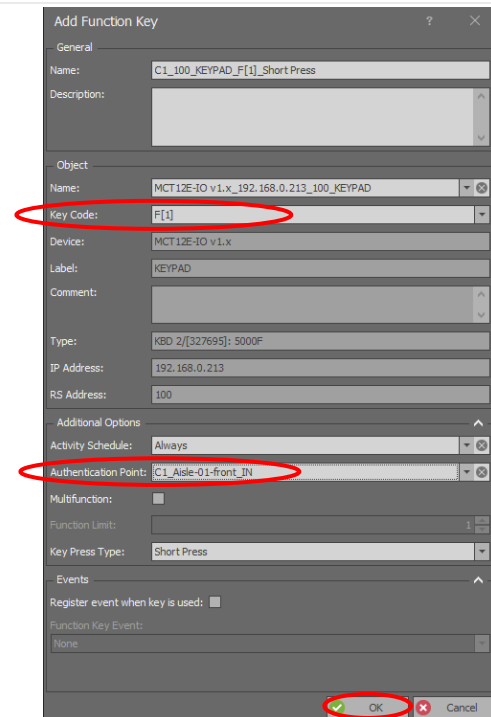 Add Function Key ?
General
Name: C1_100_KEYPAD_F[1]_Short Press
Description:
Object
Name: MCT12E-IO v1.x_192.168.0.213_100_KEYPAD
Key Code: F[1]
Device: MCT12E-IO v1.x
Label: KEYPAD
Comment:
Type: KBD 2/[327695]: 5000F
IP Address: 192.168.0.213
RS Address: 100
Additional Options
Activity Schedule: Always
Authentication Point: C1_Aisle-01-front_IN
Multifunction:
Function Limit: 1
Key Press Type: Short Press
Events
Register event when key is used:
Function Key Event:
None
OK Cancel